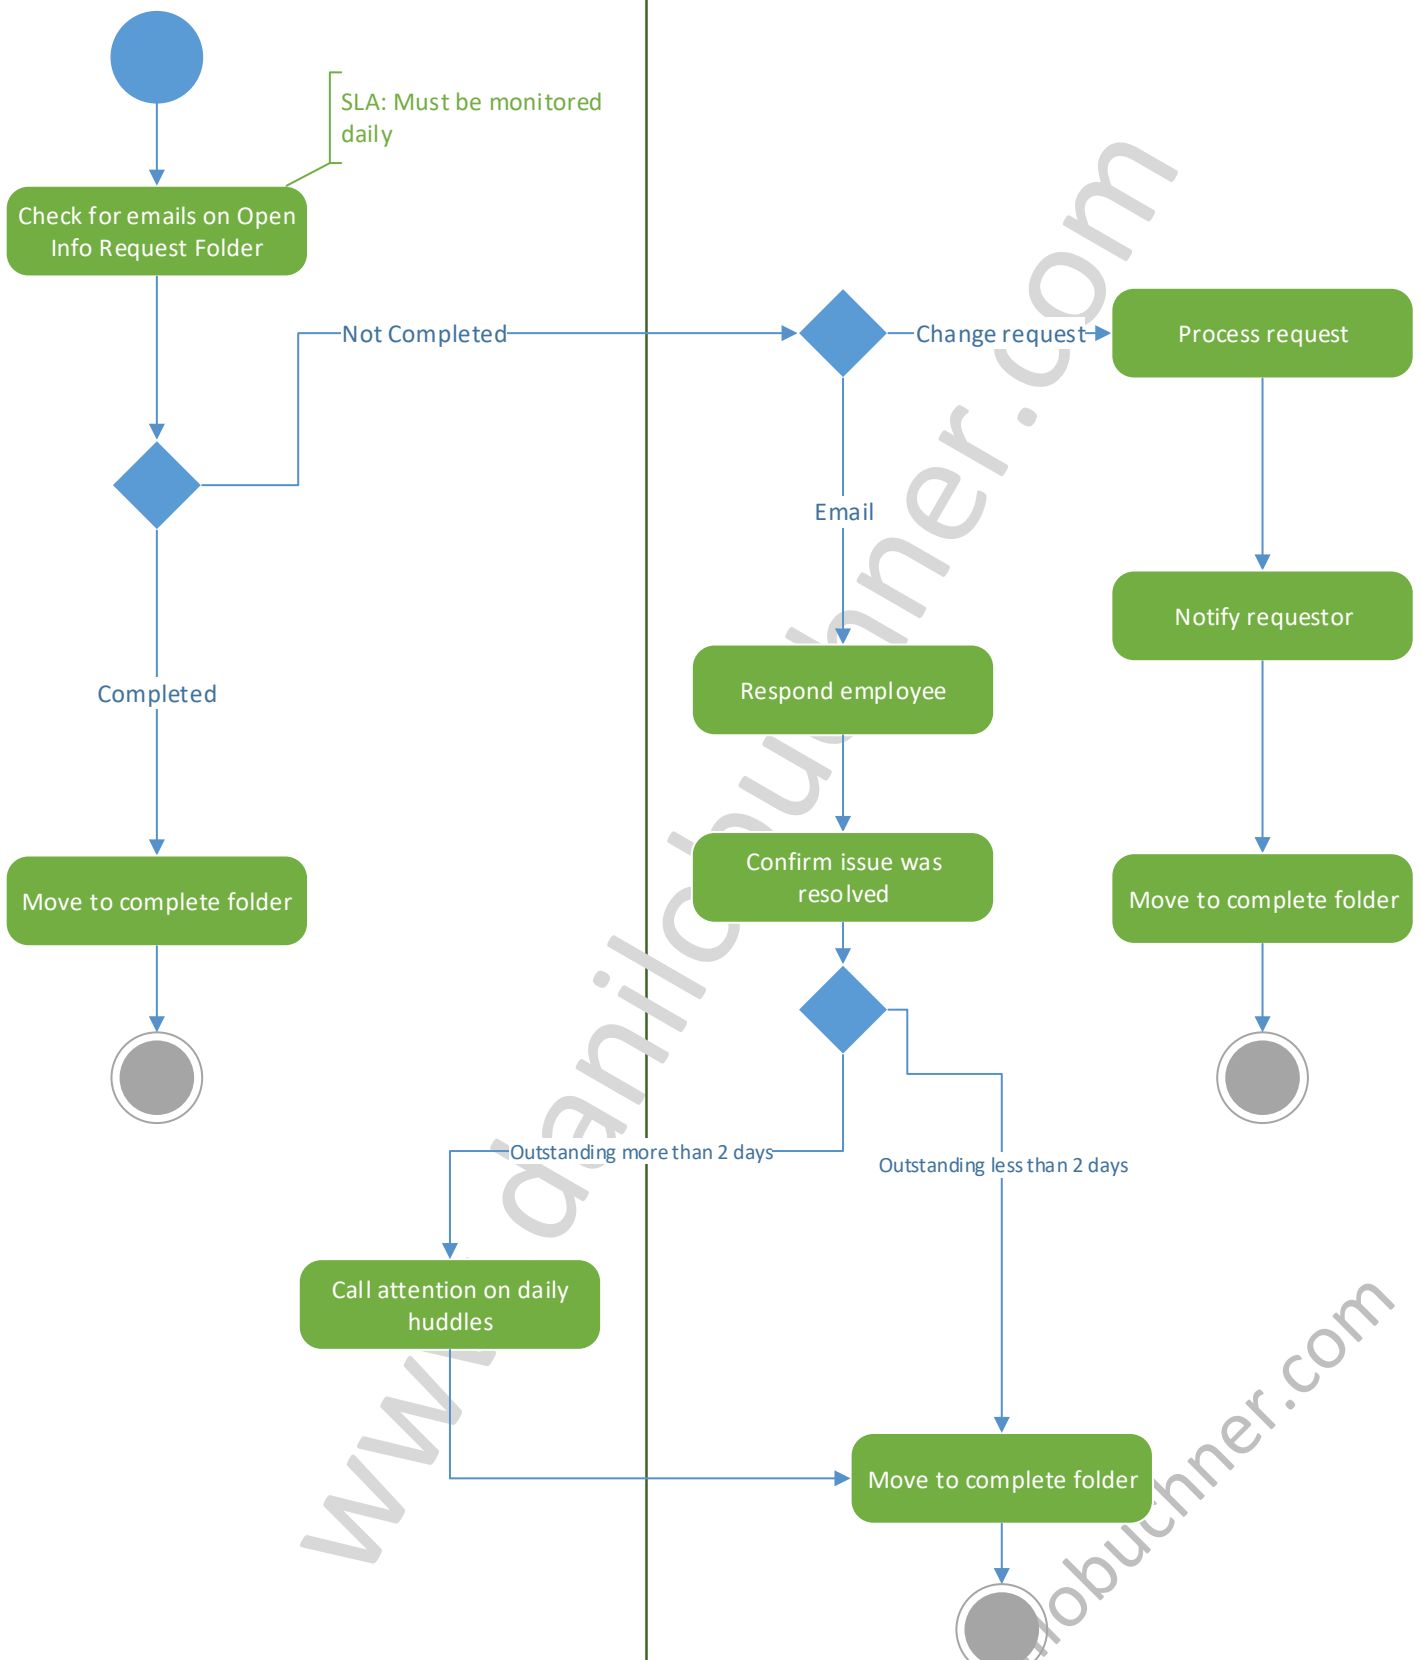 SLA: Must be monitored
daily
Check for emails on Open
Info Request Folder
Not Completed
Change request
Process request
Email
Notify requestor
Respond employee
Completed
Confirm issue was
resolved
Move to complete folder
Move to complete folder
Outstanding more than 2 days
Outstanding less than 2 days
Call attention on daily
huddles
Move to complete folder
www.danilobuchner.com
nobuchner.com